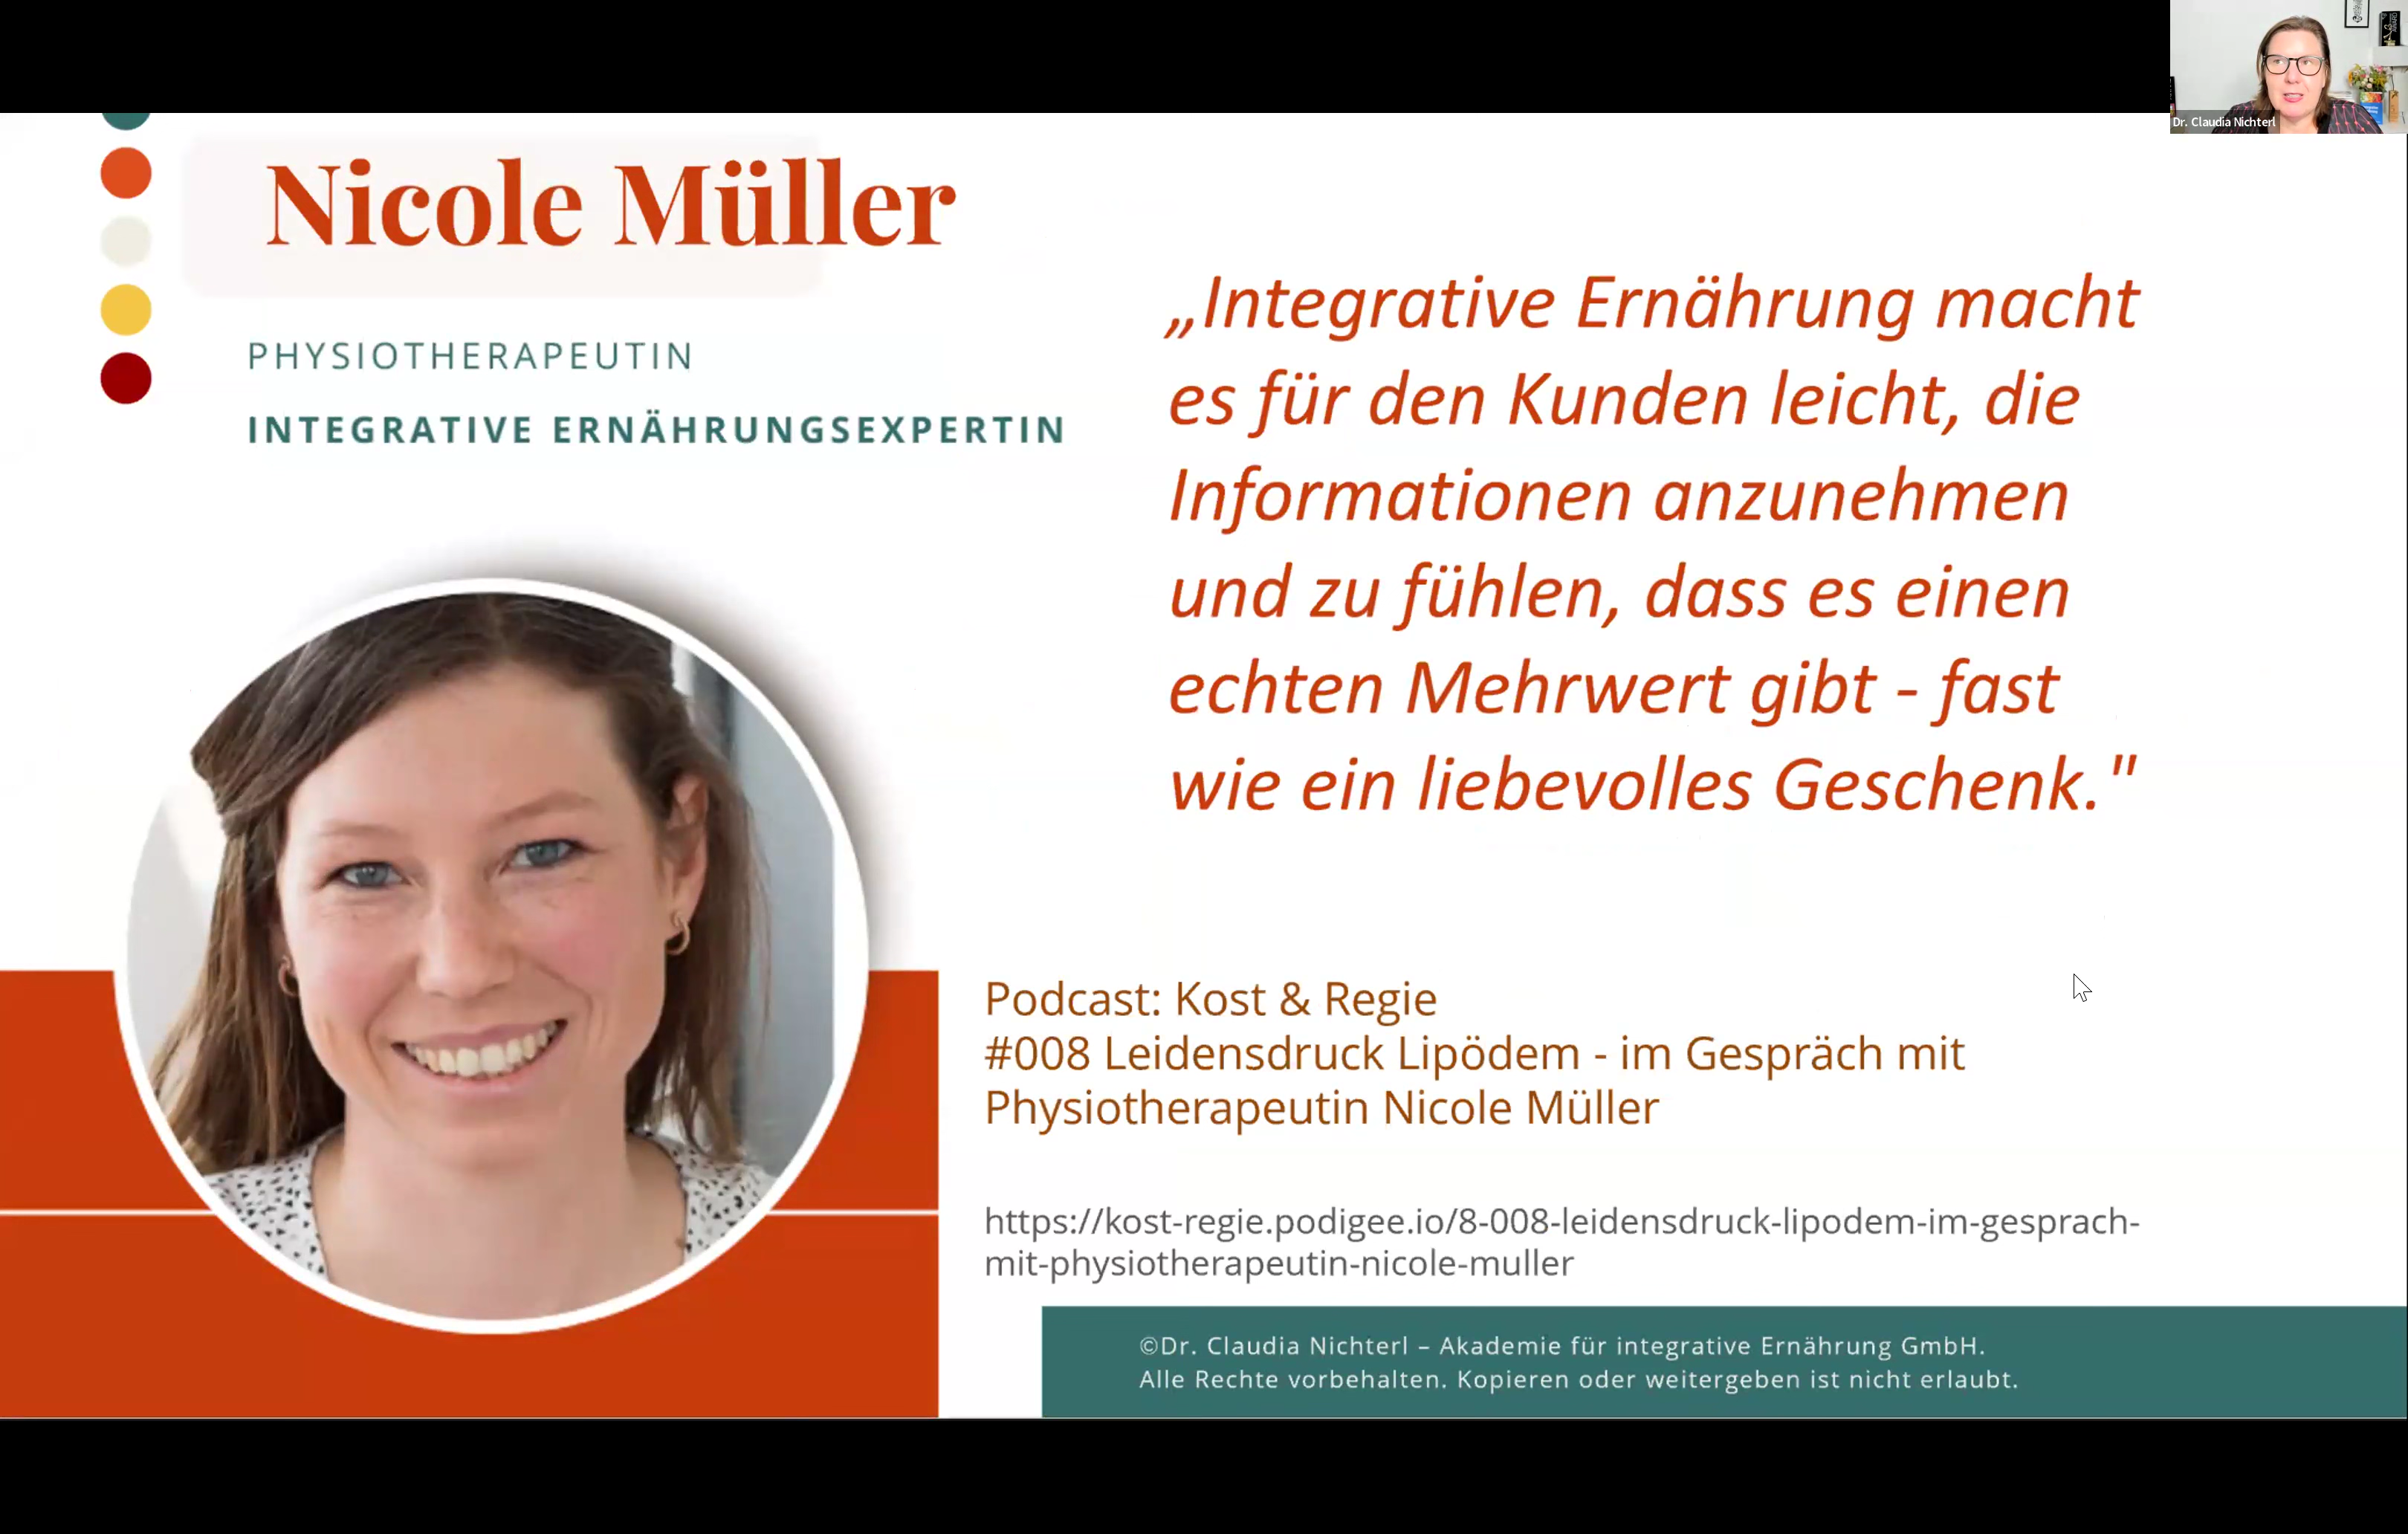 Dr. Claudia Nichterl
Nicole Müller
PHYSIOTHERAPEUTIN
INTEGRATIVE ERNÄHRUNGSEXPERTIN
„Integrative Ernährung macht
es für den Kunden leicht, die
Informationen anzunehmen
und zu fühlen, dass es einen
echten Mehrwert gibt - fast
wie ein liebevolles Geschenk."
Podcast: Kost & Regie
#008 Leidensdruck Lipödem - im Gespräch mit
Physiotherapeutin Nicole Müller
https://kost-regie.podigee.io/8-008-leidensdruck-lipodem-im-gesprach-
mit-physiotherapeutin-nicole-muller
©Dr. Claudia Nichterl – Akademie für integrative Ernährung GmbH.
Alle Rechte vorbehalten. Kopieren oder weitergeben ist nicht erlaubt.